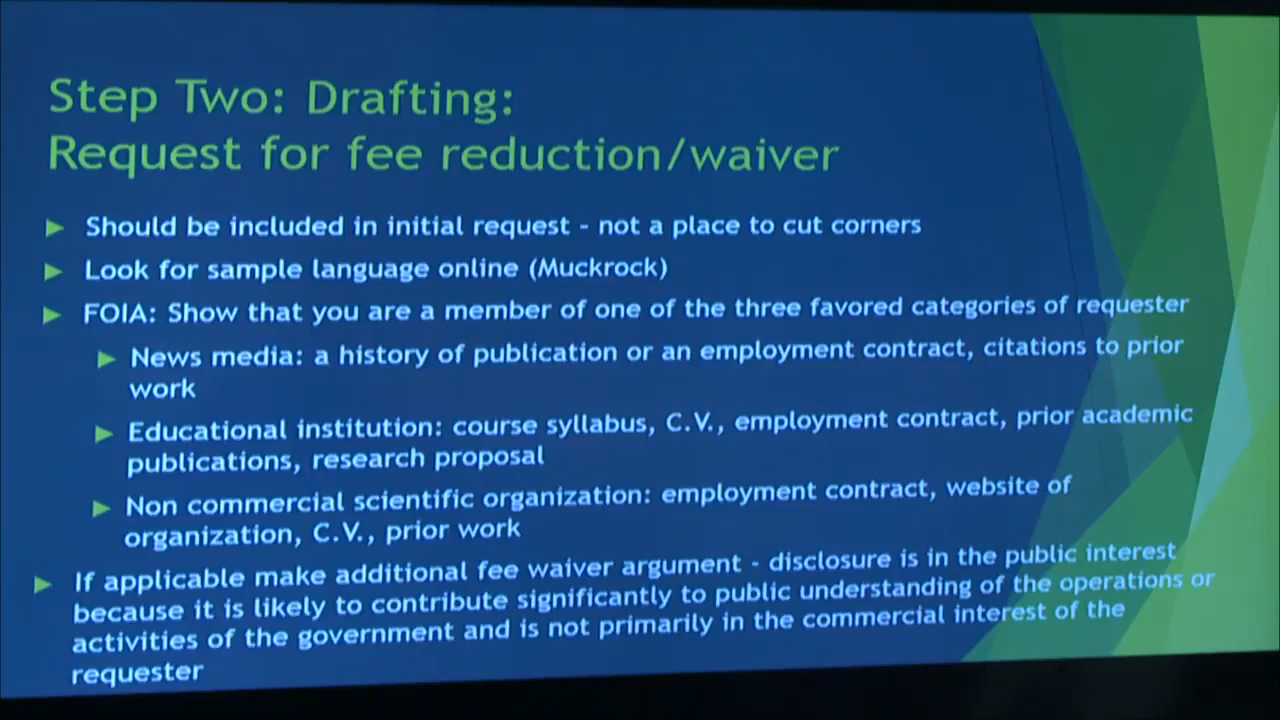 Step Two: Drafting:
Request for fee reduction/waiver
Should be included in initial request - not a place to cut corners
Look for sample language online (Muckrock)
FOIA: Show that you are a member of one of the three favored categories of requester
News media: a history of publication or an employment contract, citations to prior
work
Educational institution: course syllabus, C.V., employment contract, prior academic
publications, research proposal
Non commercial scientific organization: employment contract, website of
organization, C.V., prior work
If applicable make additional fee waiver argument - disclosure is in the public interest
because it is likely to contribute significantly to public understanding of the operations or
activities of the government and is not primarily in the commercial interest of the
requester